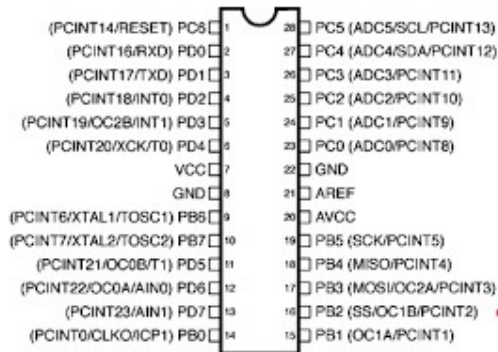 (PCINT14/RESET) PC6 1 28 PC5 (ADC5/SCL/PCINT13)
(PCINT16/RXD) PD0 2 27 PC4 (ADC4/SDA/PCINT12)
(PCINT17/TXD) PD1 3 26 PC3 (ADC3/PCINT11)
(PCINT18/INT0) PD2 4 25 PC2 (ADC2/PCINT10)
(PCINT19/OC2B/INT1) PD3 5 24 PC1 (ADC1/PCINT9)
(PCINT20/XCK/T0) PD4 6 23 PC0 (ADC0/PCINT8)
VCC 7 22 GND
GND 8 21 AREF
(PCINT6/XTAL1/TOSC1) PB6 9 20 AVCC
(PCINT7/XTAL2/TOSC2) PB7 10 19 PB5 (SCK/PCINT5)
(PCINT21/OC0B/T1) PD5 11 18 PB4 (MISO/PCINT4)
(PCINT22/OC0A/AIN0) PD6 12 17 PB3 (MOSI/OC2A/PCINT3)
(PCINT23/AIN1) PD7 13 16 PB2 (SS/OC1B/PCINT2)
(PCINT0/CLKO/ICP1) PB0 14 15 PB1 (OC1A/PCINT1)